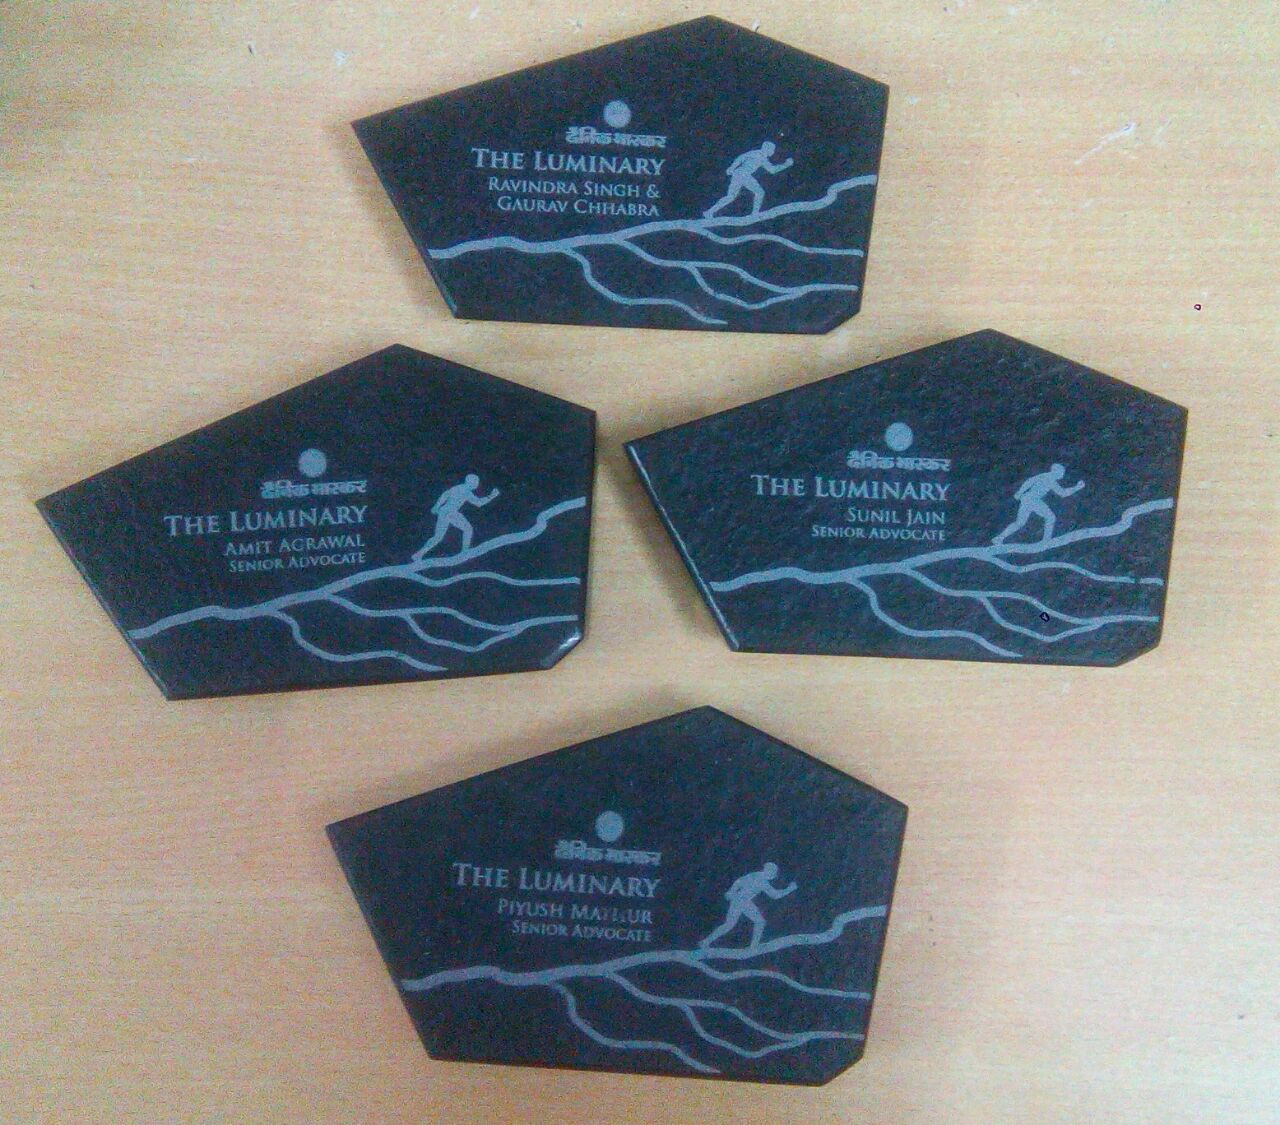 दैनिक भास्कर
THE LUMINARY
RAVINDRA SINGH &
GAURAV CHHABRA
दैनिक भास्कर
THE LUMINARY
AMIT AGRAWAL
SENIOR ADVOCATE
दैनिक भास्कर
THE LUMINARY
SUNIL JAIN
SENIOR ADVOCATE
दैनिक भास्कर
THE LUMINARY
PIYUSH MATHUR
SENIOR ADVOCATE